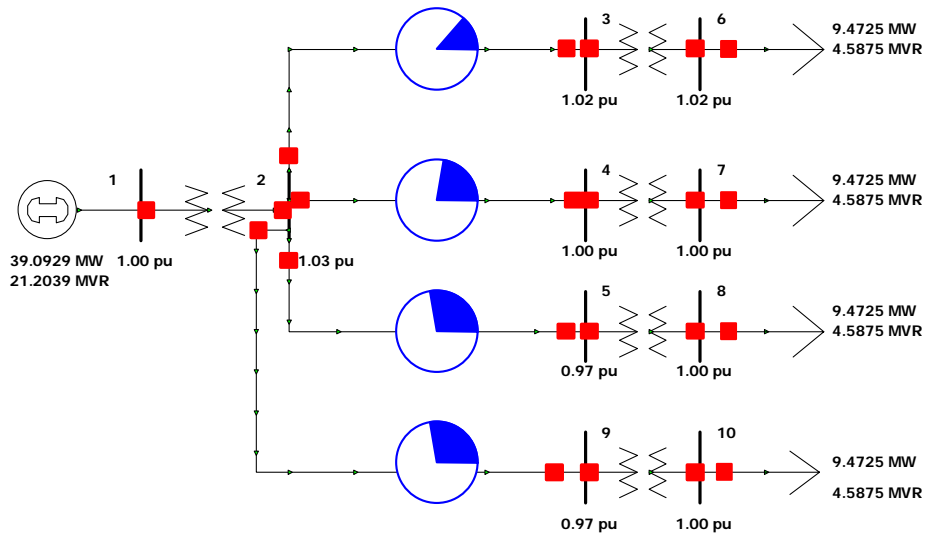 3
6
9.4725 MW
4.5875 MVR
1.02 pu
1.02 pu
1
2
4
7
9.4725 MW
4.5875 MVR
39.0929 MW
21.2039 MVR
1.00 pu
1.03 pu
1.00 pu
1.00 pu
5
8
9.4725 MW
4.5875 MVR
0.97 pu
1.00 pu
9
10
9.4725 MW
4.5875 MVR
0.97 pu
1.00 pu